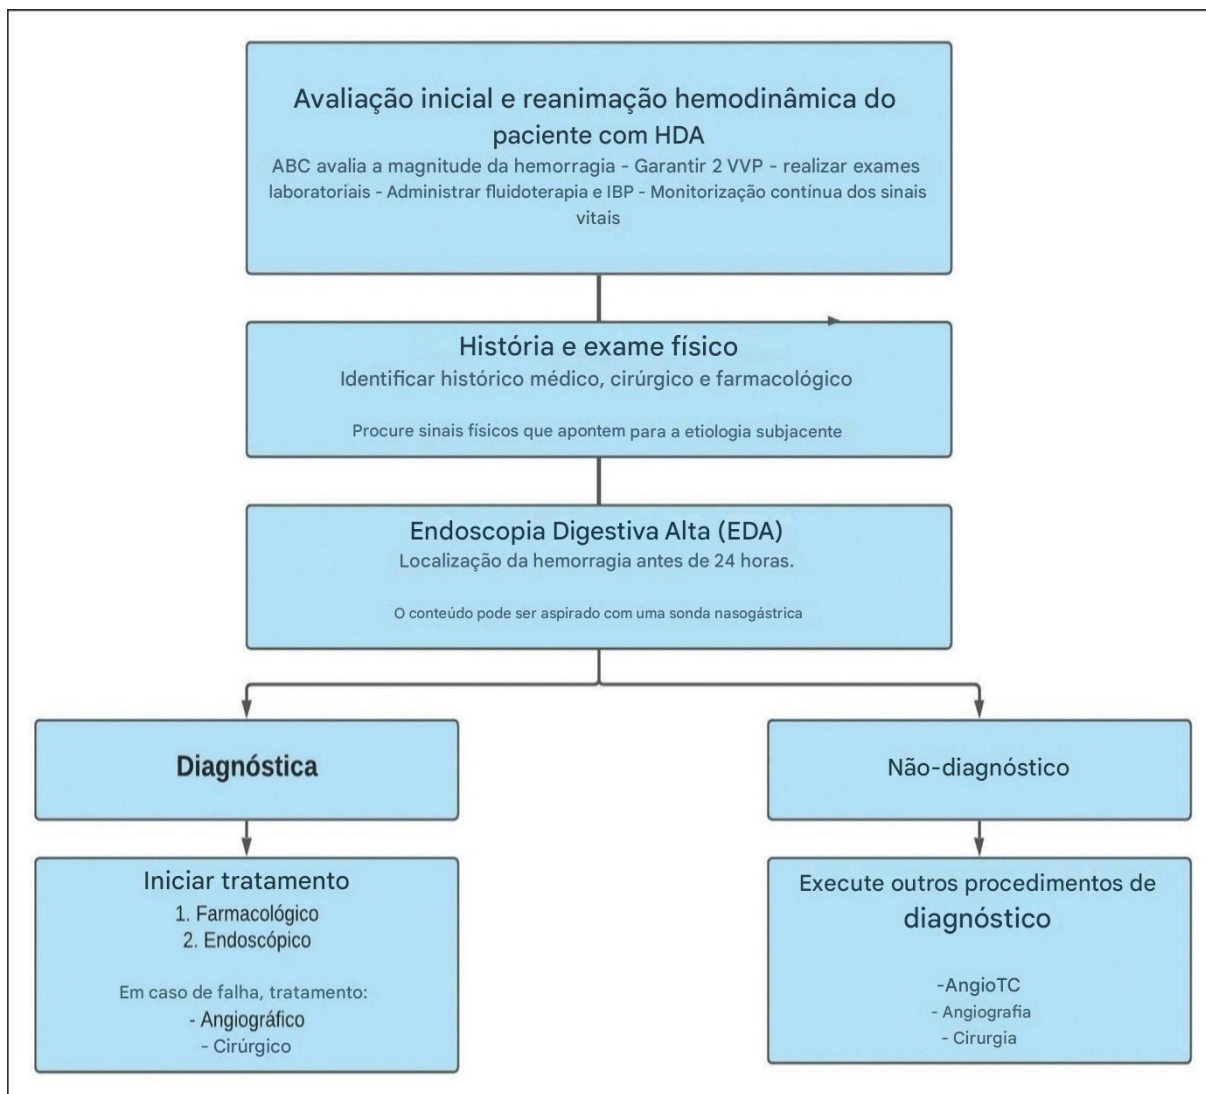 Avaliação inicial e reanimação hemodinâmica do
paciente com HDA
ABC avalia a magnitude da hemorragia - Garantir 2 VVP - realizar exames
laboratoriais - Administrar fluidoterapia e IBP - Monitorização contínua dos sinais
vitais
História e exame físico
Identificar histórico médico, cirúrgico e farmacológico
Procure sinais físicos que apontem para a etiologia subjacente
Endoscopia Digestiva Alta (EDA)
Localização da hemorragia antes de 24 horas.
O conteúdo pode ser aspirado com uma sonda nasogástrica
Diagnóstica
Iniciar tratamento
1. Farmacológico
2. Endoscópico
Em caso de falha, tratamento:
- Angiográfico
- Cirúrgico
Não-diagnóstico
Execute outros procedimentos de
diagnóstico
-AngioTC
- Angiografia
- Cirurgia